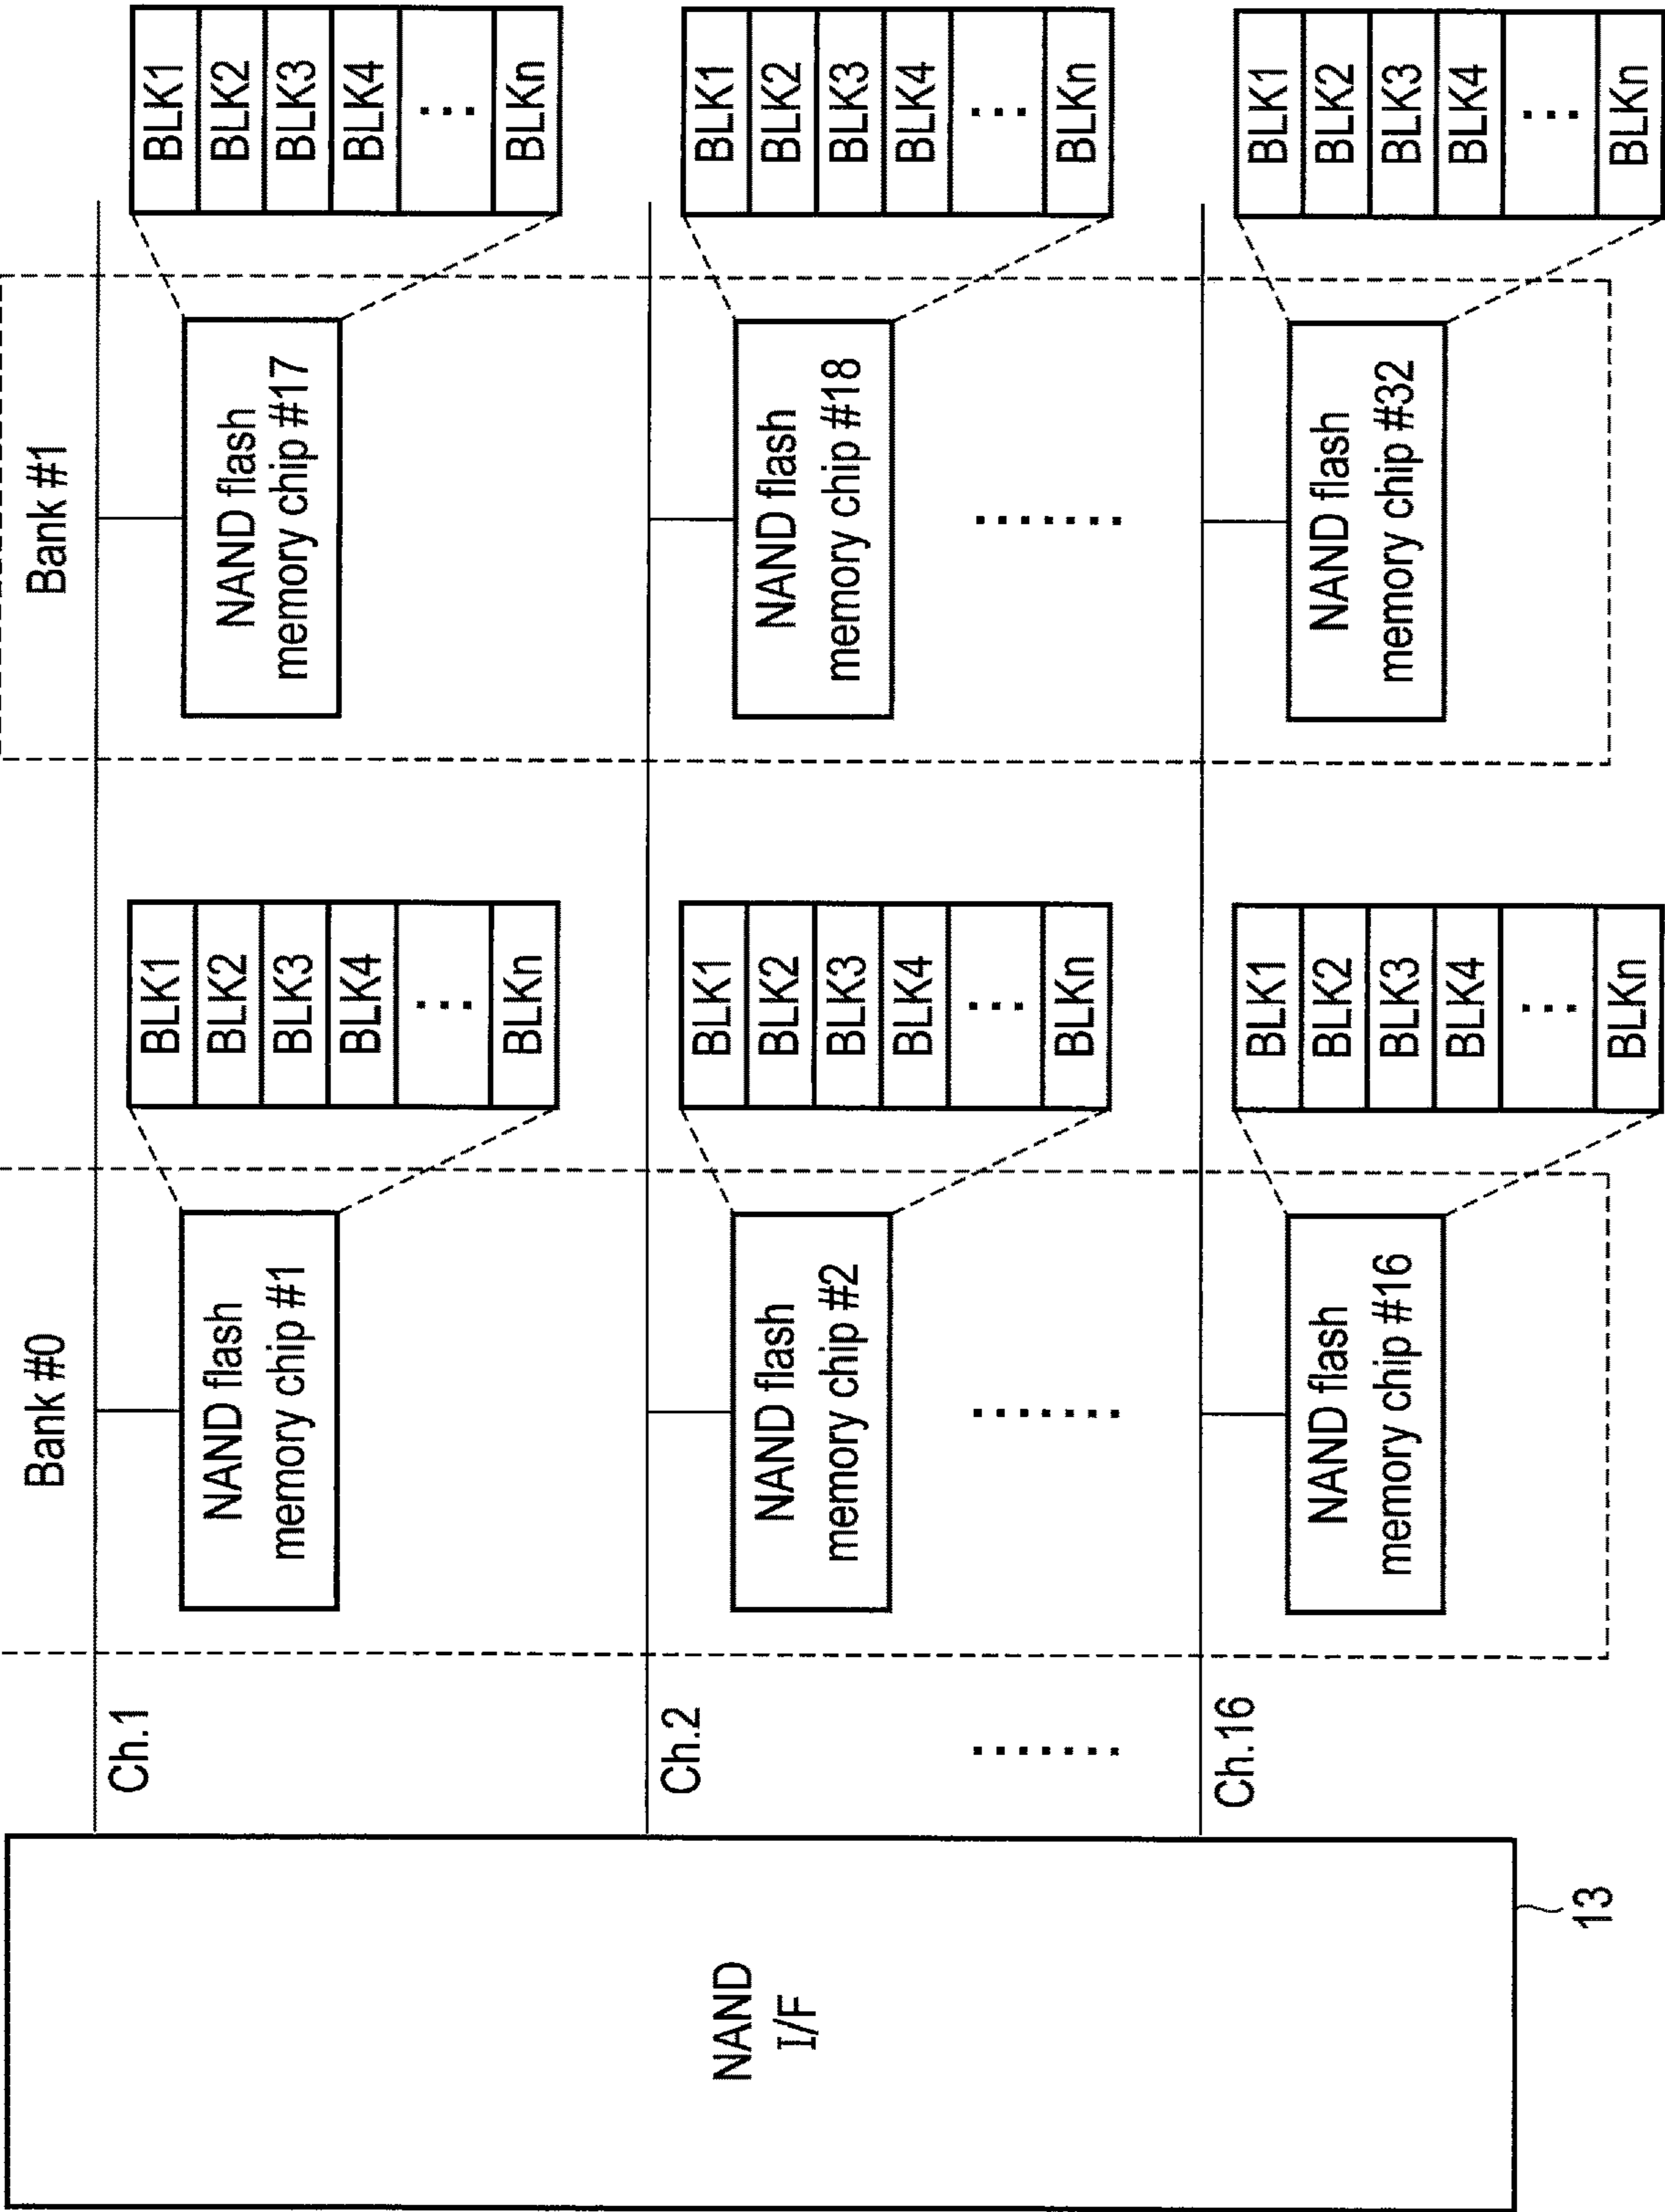 Bank #0
Bank #1
NAND
I/F
13
Ch.1
NAND flash
memory chip #1
BLK1
BLK2
BLK3
BLK4
...
BLKn
NAND flash
memory chip #17
BLK1
BLK2
BLK3
BLK4
...
BLKn
Ch.2
NAND flash
memory chip #2
BLK1
BLK2
BLK3
BLK4
...
BLKn
NAND flash
memory chip #18
BLK1
BLK2
BLK3
BLK4
...
BLKn
.......
.......
.......
Ch.16
NAND flash
memory chip #16
BLK1
BLK2
BLK3
BLK4
...
BLKn
NAND flash
memory chip #32
BLK1
BLK2
BLK3
BLK4
...
BLKn